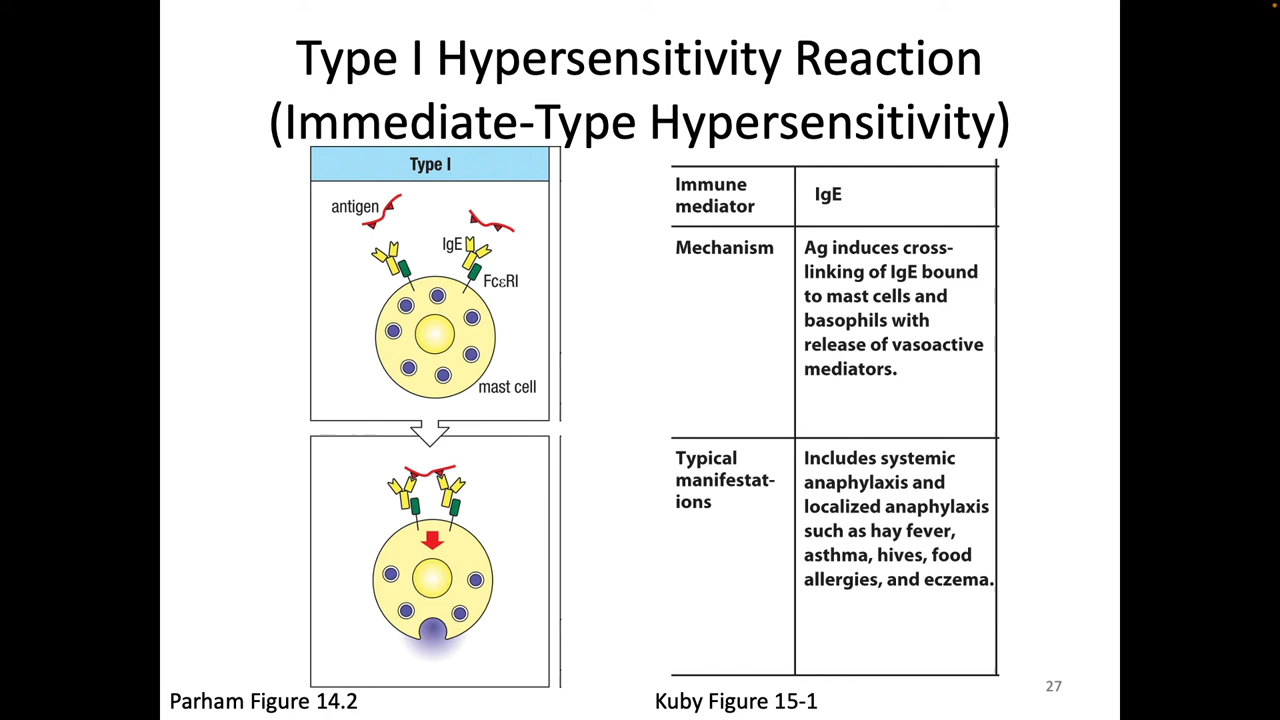 Type I Hypersensitivity Reaction
(Immediate-Type Hypersensitivity)
Type I
antigen
IgE
FcεRI
mast cell
Immune
mediator
IgE
Mechanism
Ag induces cross-
linking of IgE bound
to mast cells and
basophils with
release of vasoactive
mediators.
Typical
manifestat-
ions
Includes systemic
anaphylaxis and
localized anaphylaxis
such as hay fever,
asthma, hives, food
allergies, and eczema.
Parham Figure 14.2
Kuby Figure 15-1
27